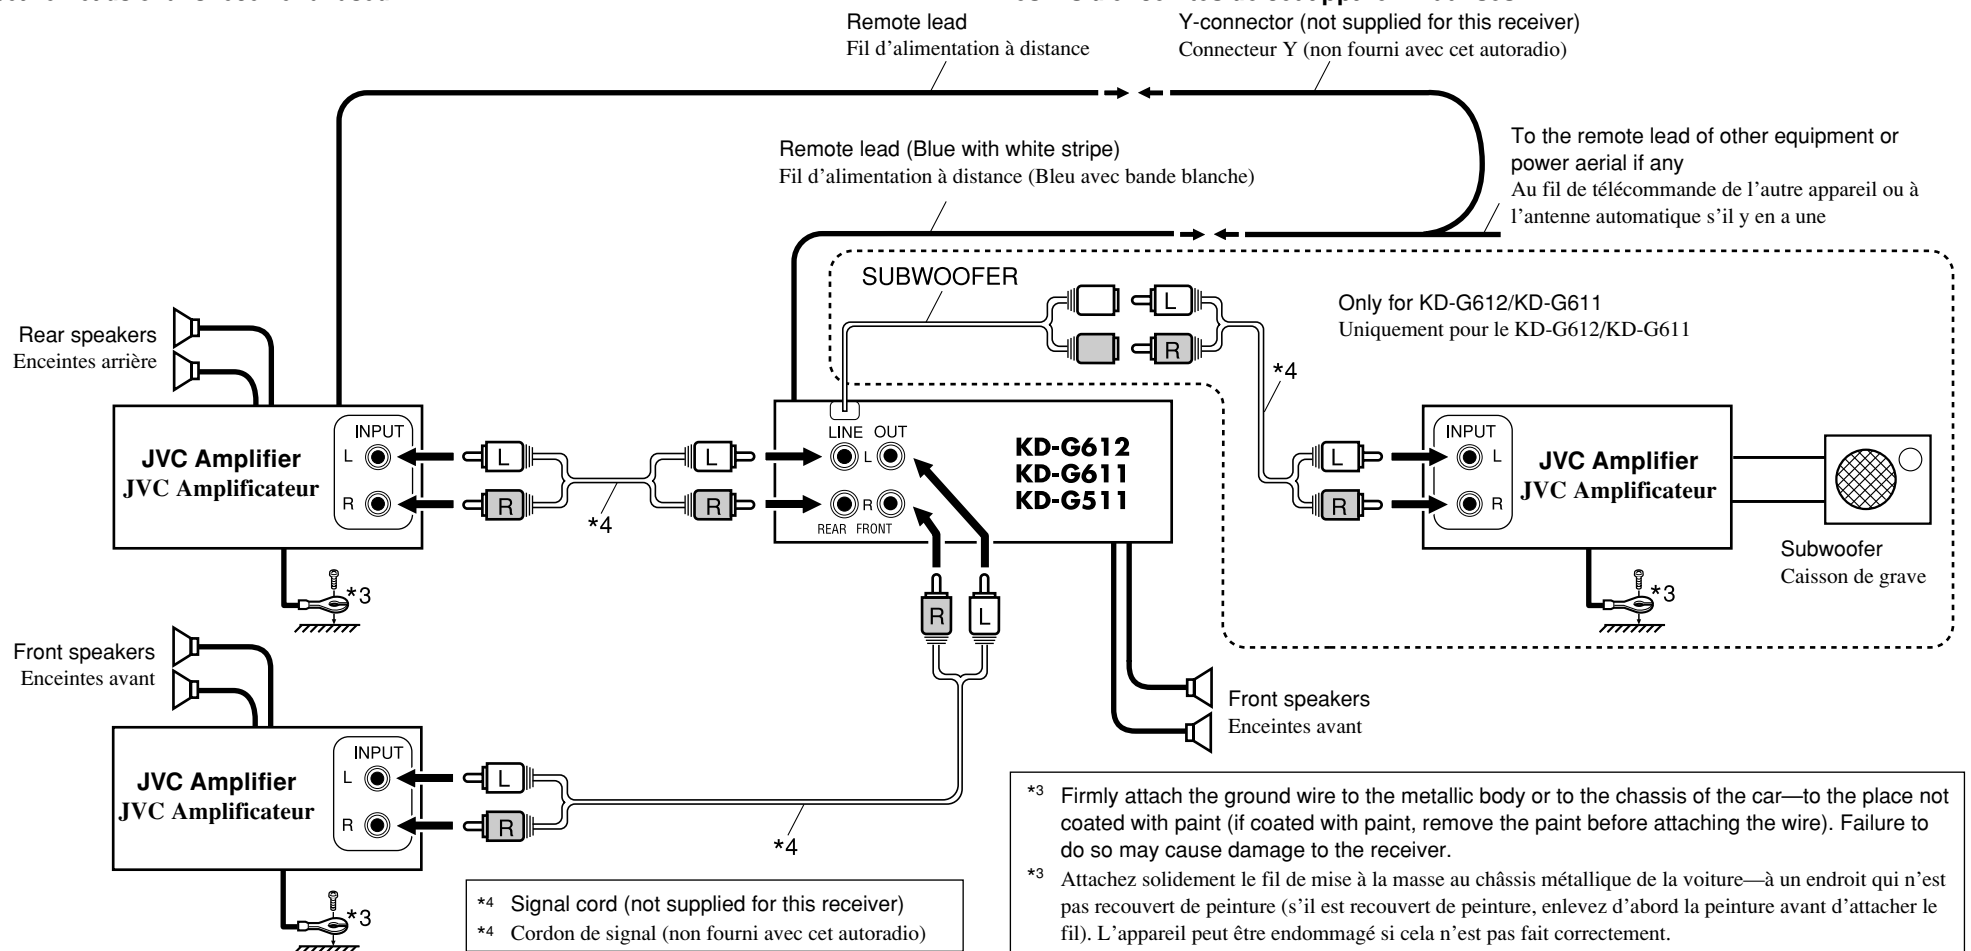 Remote lead
Fil d’alimentation à distance
Y-connector (not supplied for this receiver)
Connecteur Y (non fourni avec cet autoradio)
Remote lead (Blue with white stripe)
Fil d’alimentation à distance (Bleu avec bande blanche)
To the remote lead of other equipment or
power aerial if any
Au fil de télécommande de l’autre appareil ou à
l’antenne automatique s’il y en a une
SUBWOOFER
L
R
Only for KD-G612/KD-G611
Uniquement pour le KD-G612/KD-G611
*4
Rear speakers
Enceintes arrière
JVC Amplifier
JVC Amplificateur
INPUT
L
R
L
R
*4
L
R
LINE OUT
L
R
REAR FRONT
KD-G612
KD-G611
KD-G511
L
R
INPUT
L
R
JVC Amplifier
JVC Amplificateur
Subwoofer
Caisson de grave
*3
*3
R
L
Front speakers
Enceintes avant
Front speakers
Enceintes avant
JVC Amplifier
JVC Amplificateur
INPUT
L
R
L
R
*4
*3
*4 Signal cord (not supplied for this receiver)
*4 Cordon de signal (non fourni avec cet autoradio)
*3 Firmly attach the ground wire to the metallic body or to the chassis of the car—to the place not
coated with paint (if coated with paint, remove the paint before attaching the wire). Failure to
do so may cause damage to the receiver.
*3 Attachez solidement le fil de mise à la masse au châssis métallique de la voiture—à un endroit qui n’est
pas recouvert de peinture (s’il est recouvert de peinture, enlevez d’abord la peinture avant d’attacher le
fil). L’appareil peut être endommagé si cela n’est pas fait correctement.